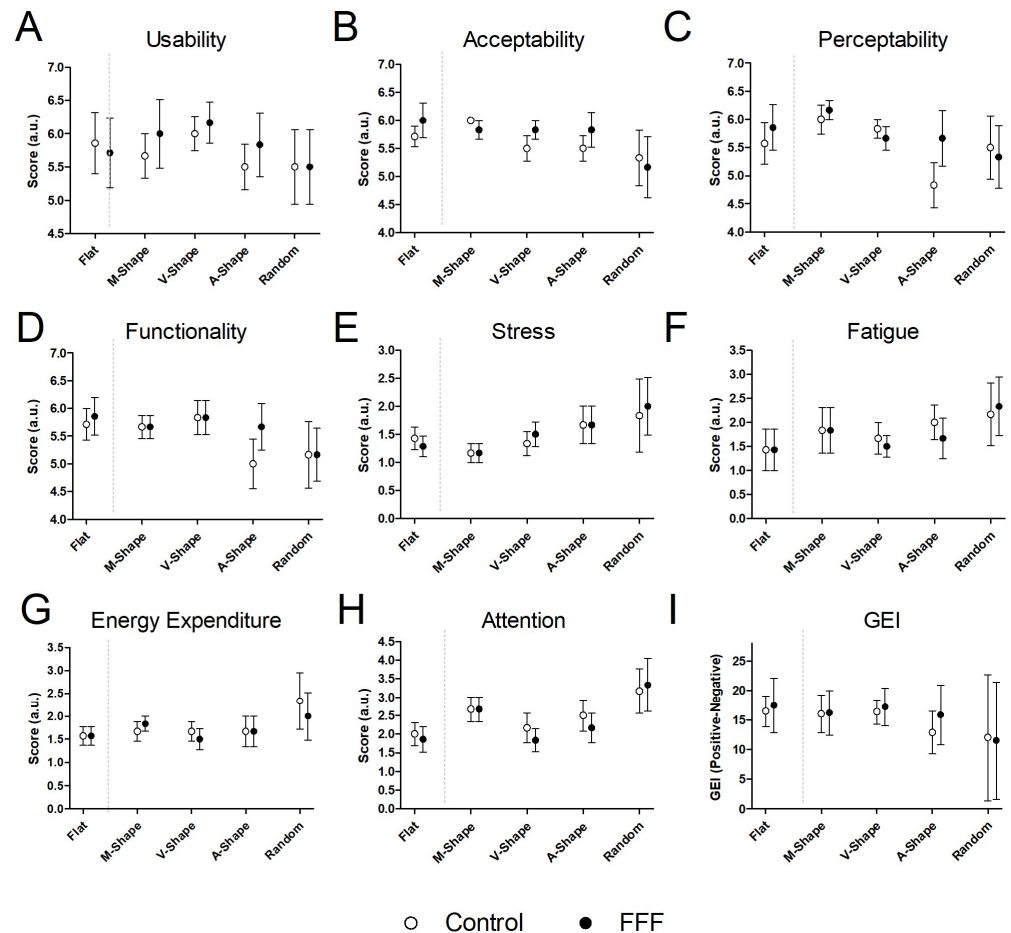 A
Usability
Score (a.u.)
7.0
6.5
6.0
5.5
5.0
4.5
Flat
M-Shape
V-Shape
A-Shape
Random
B
Acceptability
Score (a.u.)
7.0
6.5
6.0
5.5
5.0
4.5
4.0
Flat
M-Shape
V-Shape
A-Shape
Random
C
Perceptability
Score (a.u.)
7.0
6.5
6.0
5.5
5.0
4.5
4.0
Flat
M-Shape
V-Shape
A-Shape
Random
D
Functionality
Score (a.u.)
7.0
6.5
6.0
5.5
5.0
4.5
4.0
Flat
M-Shape
V-Shape
A-Shape
Random
E
Stress
Score (a.u.)
3.0
2.5
2.0
1.5
1.0
0.5
0.0
Flat
M-Shape
V-Shape
A-Shape
Random
F
Fatigue
Score (a.u.)
3.5
3.0
2.5
2.0
1.5
1.0
0.5
0.0
Flat
M-Shape
V-Shape
A-Shape
Random
G
Energy Expenditure
Score (a.u.)
3.5
3.0
2.5
2.0
1.5
1.0
0.5
0.0
Flat
M-Shape
V-Shape
A-Shape
Random
H
Attention
Score (a.u.)
4.5
4.0
3.5
3.0
2.5
2.0
1.5
1.0
0.5
0.0
Flat
M-Shape
V-Shape
A-Shape
Random
I
GEI
GEI (Positive-Negative)
25
20
15
10
5
0
Flat
M-Shape
V-Shape
A-Shape
Random
Control
FFF